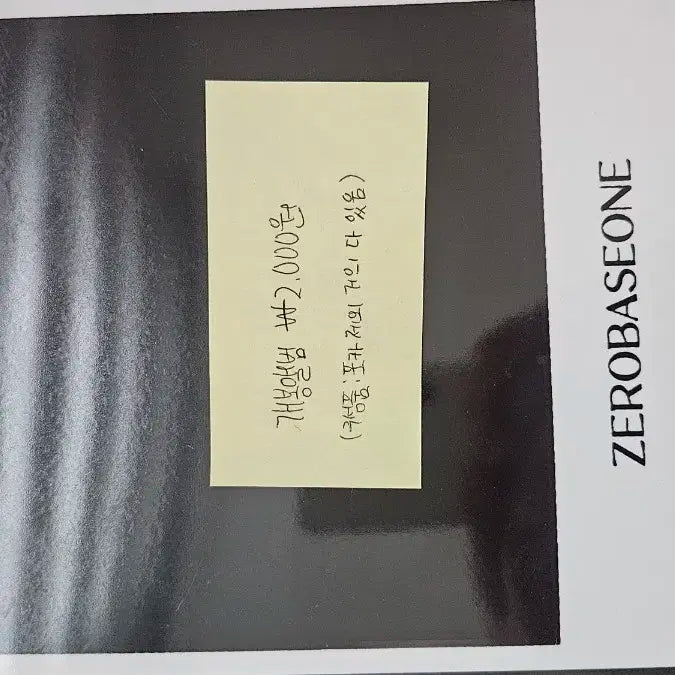 개봉앨범 ₩2,000원
(구성품: 포카 제외 거의 다 있음)
ZEROBASEONE